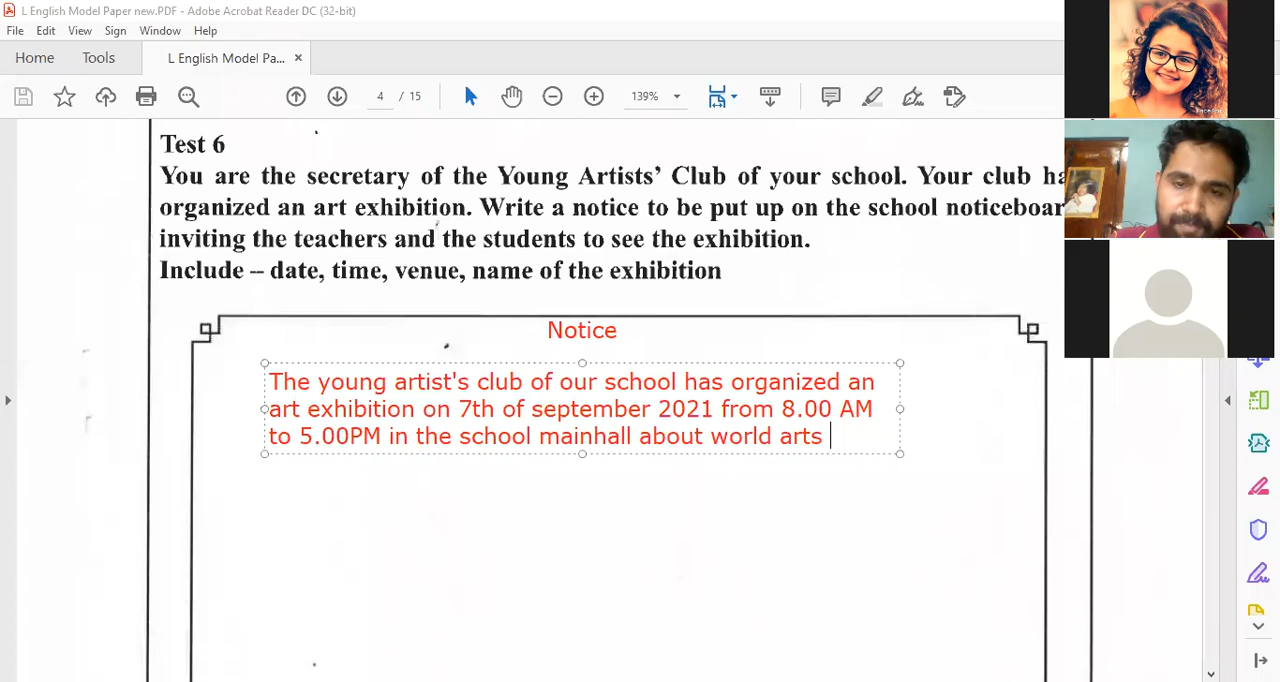 L English Model Paper new.PDF - Adobe Acrobat Reader DC (32-bit)
File Edit View Sign Window Help
Home Tools L English Model Pa... ×
4 / 15 139%
Test 6
You are the secretary of the Young Artists' Club of your school. Your club ha
organized an art exhibition. Write a notice to be put up on the school noticeboar
inviting the teachers and the students to see the exhibition.
Include – date, time, venue, name of the exhibition
Notice
The young artist's club of our school has organized an
art exhibition on 7th of september 2021 from 8.00 AM
to 5.00PM in the school mainhall about world arts